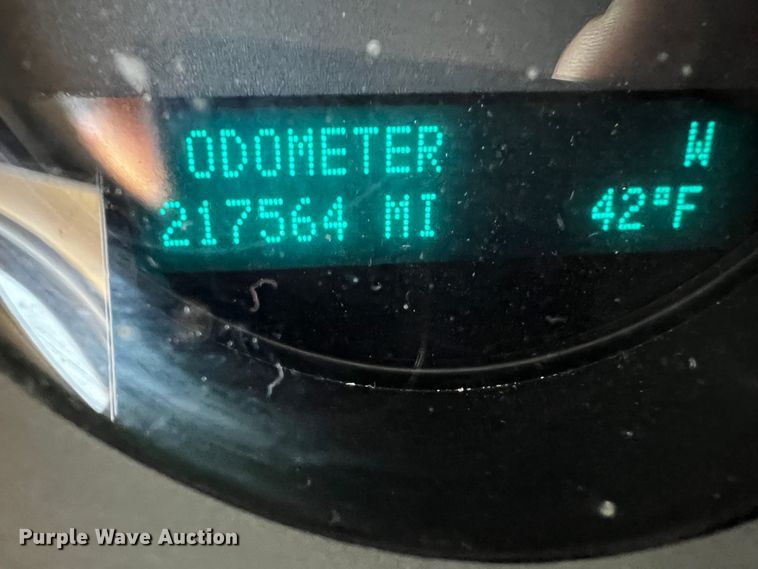 ODOMETER W
217564 MI 42°F
Purple Wave Auction